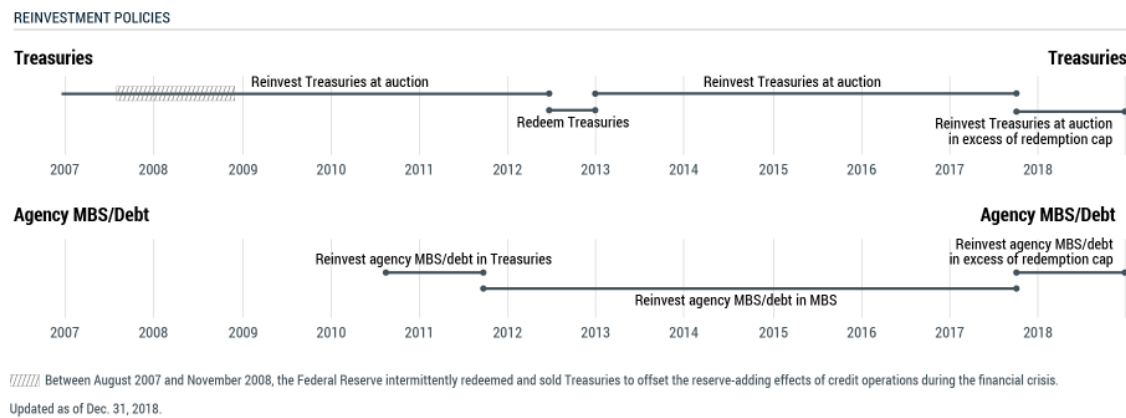 REINVESTMENT POLICIES
Treasuries
Treasuries
Reinvest Treasuries at auction
Reinvest Treasuries at auction
Redeem Treasuries
Reinvest Treasuries at auction
in excess of redemption cap
2007 2008 2009 2010 2011 2012 2013 2014 2015 2016 2017 2018
Agency MBS/Debt
Agency MBS/Debt
Reinvest agency MBS/debt in Treasuries
Reinvest agency MBS/debt
in excess of redemption cap
Reinvest agency MBS/debt in MBS
2007 2008 2009 2010 2011 2012 2013 2014 2015 2016 2017 2018
Between August 2007 and November 2008, the Federal Reserve intermittently redeemed and sold Treasuries to offset the reserve-adding effects of credit operations during the financial crisis.
Updated as of Dec. 31, 2018.